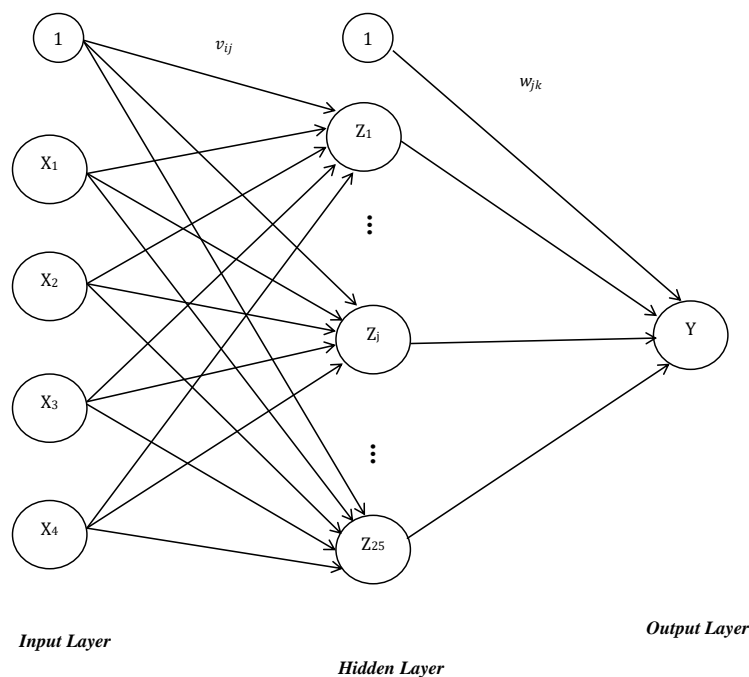 1
v_ij
1
w_jk
X1
Z1
...
X2
Zj
Y
X3
...
X4
Z25
Input Layer
Output Layer
Hidden Layer